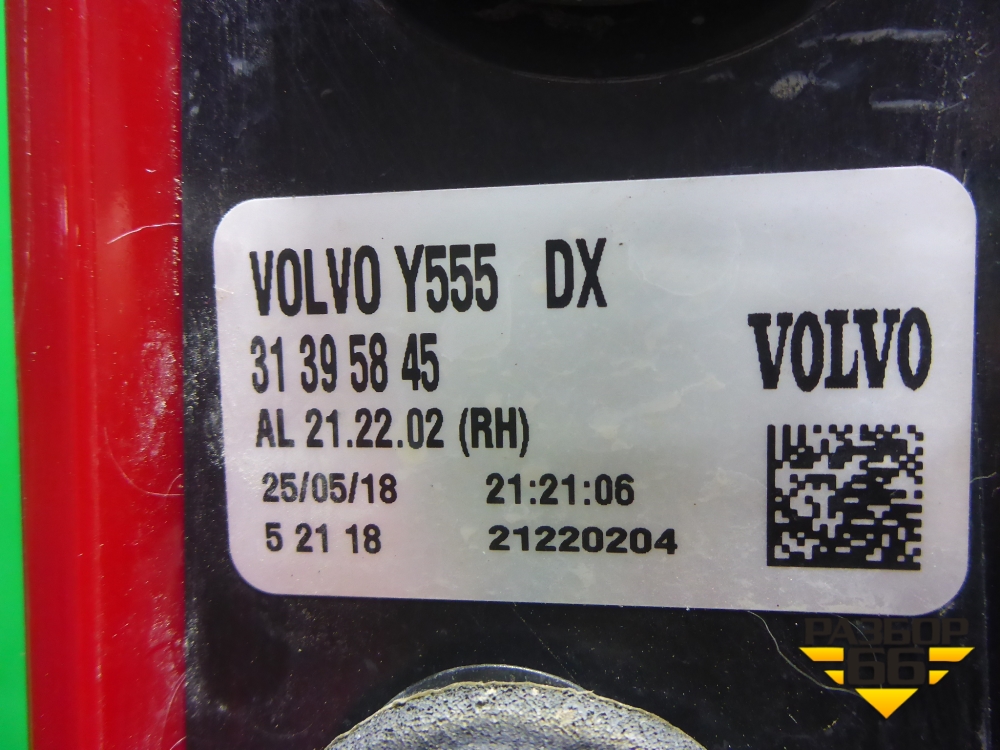 VOLVO Y555 DX
31 39 58 45
VOLVO
AL 21.22.02 (RH)
25/05/18 21:21:06
5 21 18 21220204
РАЗБОР
66